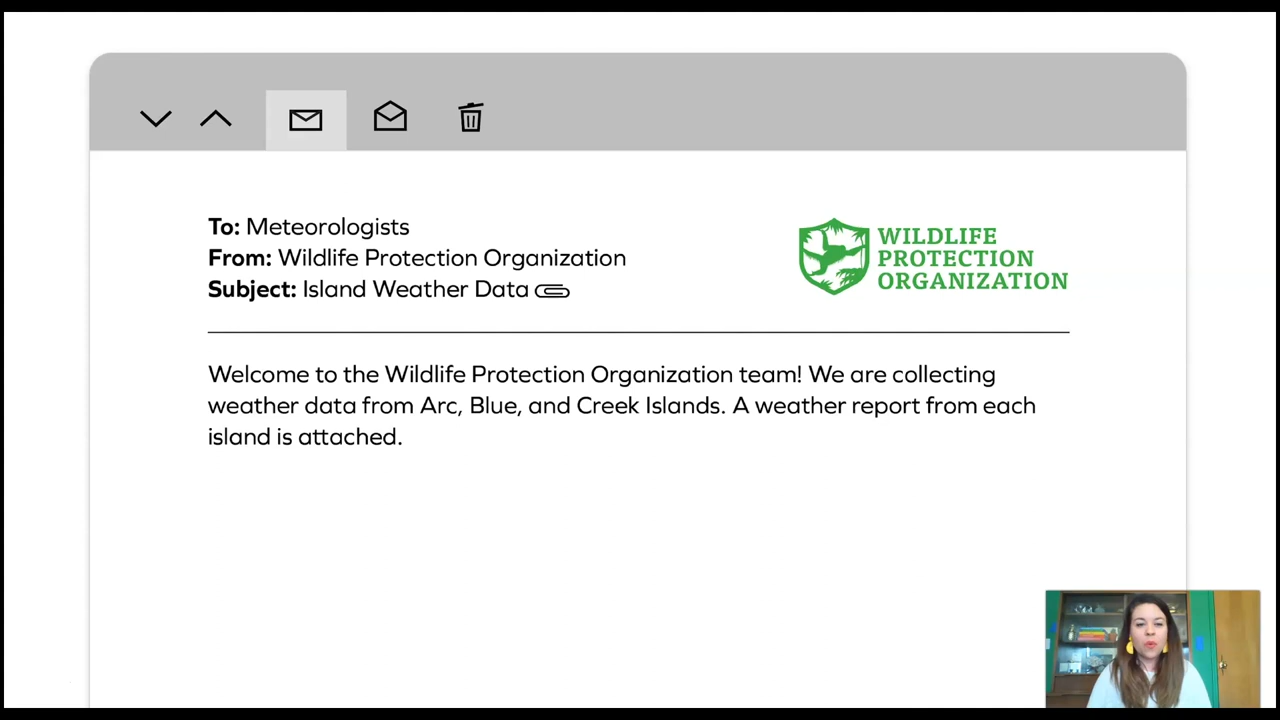 To: Meteorologists
From: Wildlife Protection Organization
Subject: Island Weather Data
WILDLIFE
PROTECTION
ORGANIZATION
Welcome to the Wildlife Protection Organization team! We are collecting
weather data from Arc, Blue, and Creek Islands. A weather report from each
island is attached.